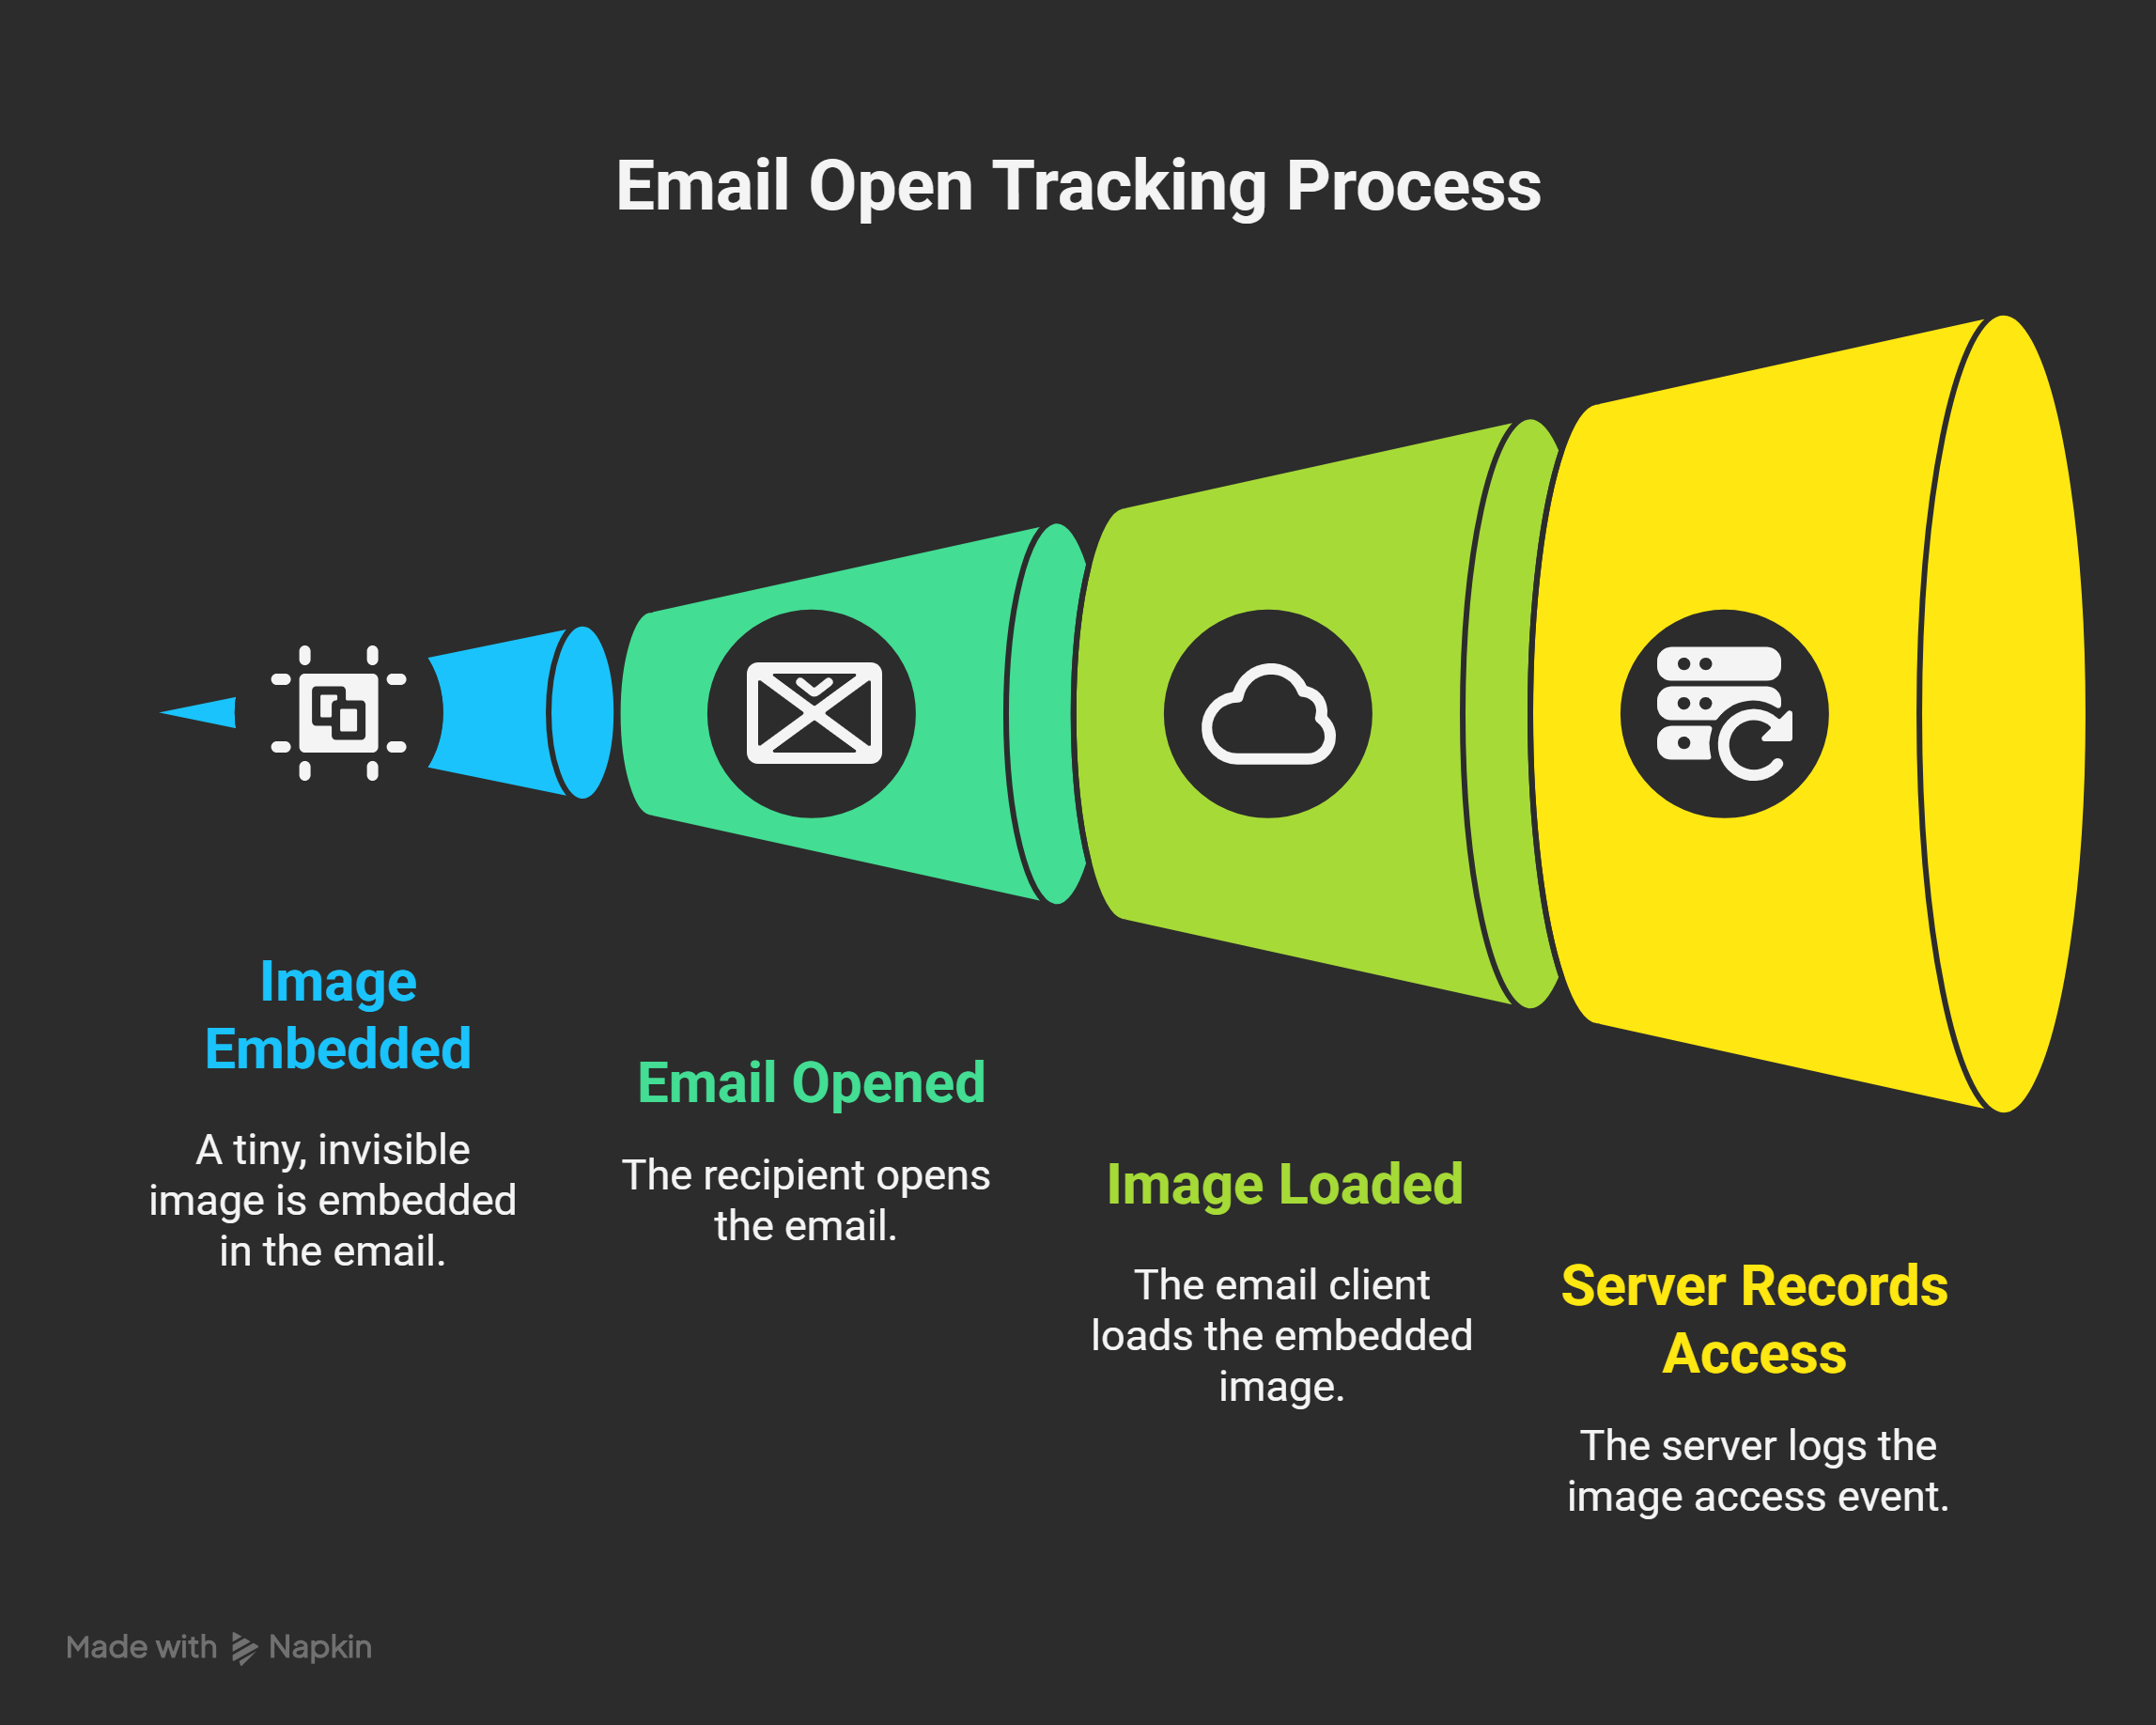 Email Open Tracking Process
Image
Embedded
A tiny, invisible
image is embedded
in the email.
Email Opened
The recipient opens
the email.
Image Loaded
The email client
loads the embedded
image.
Server Records
Access
The server logs the
image access event.
Made with Napkin